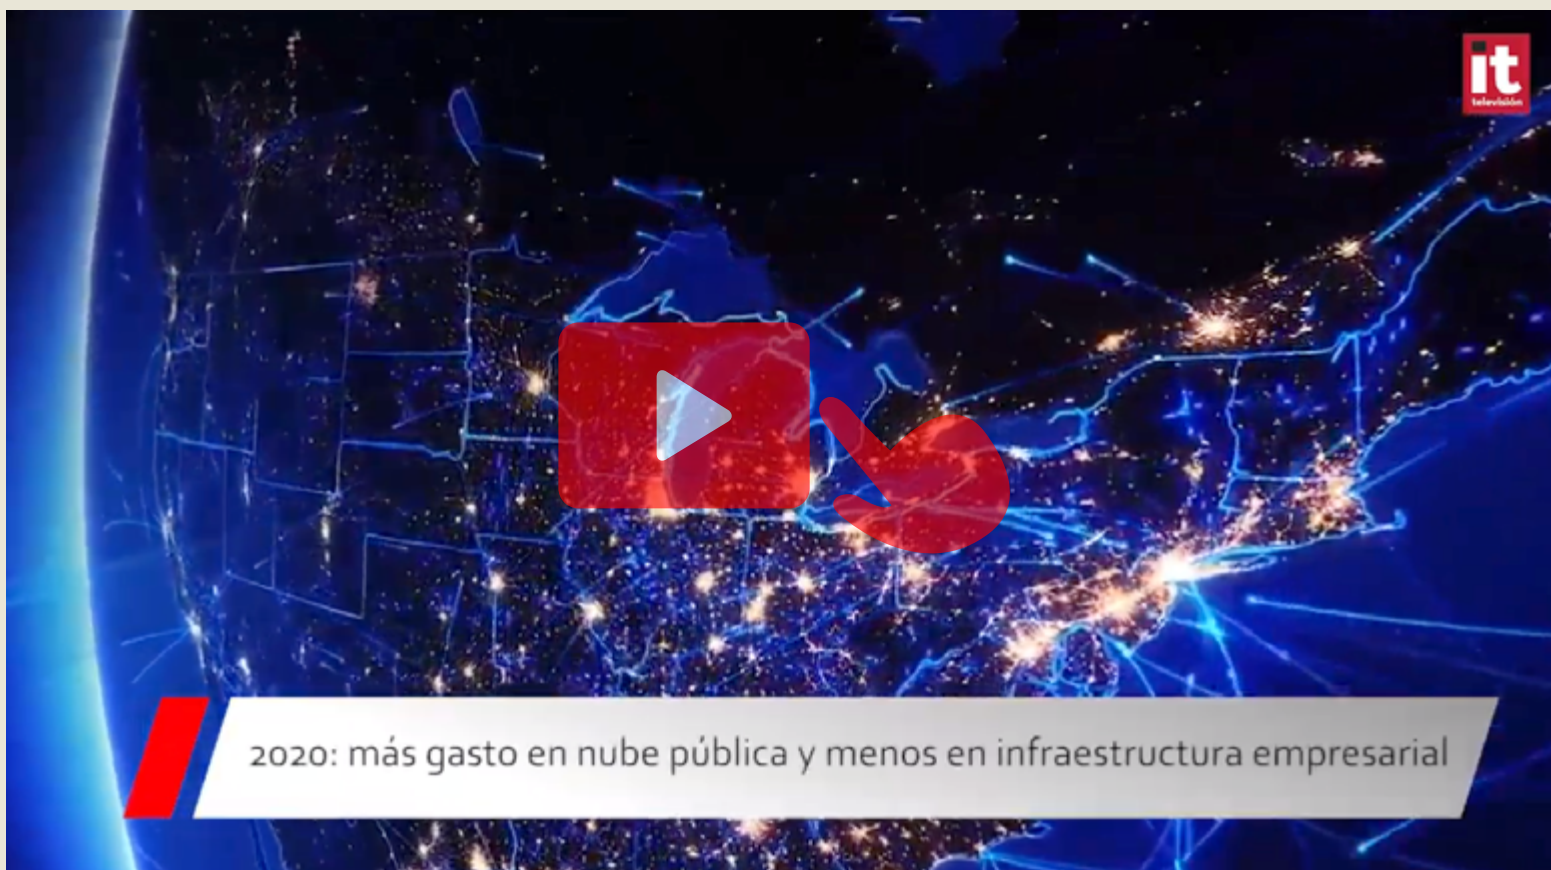 it
televisión
2020: más gasto en nube pública y menos en infraestructura empresarial